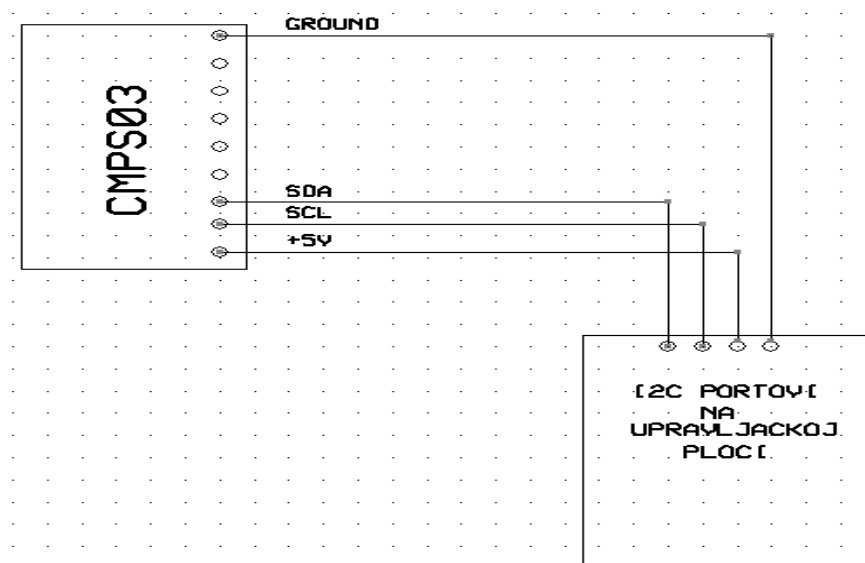 GROUND
CMPS03
SDA
SCL
+5V
I2C PORTOVI
NA
UPRAVLJACKOJ
PLOCI